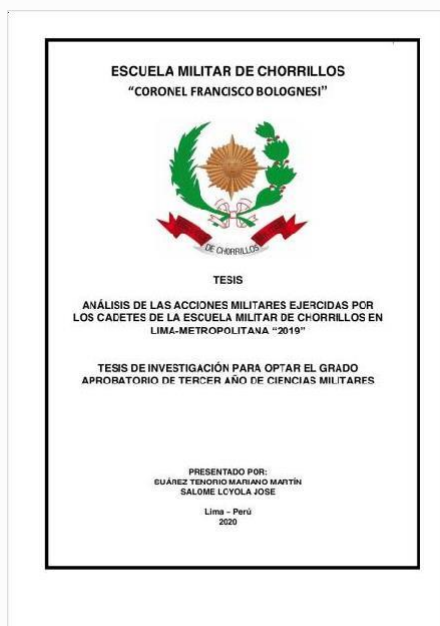 ESCUELA MILITAR DE CHORRILLOS
“CORONEL FRANCISCO BOLOGNESI”
DE CHORRILLOS
TESIS
ANÁLISIS DE LAS ACCIONES MILITARES EJERCIDAS POR
LOS CADETES DE LA ESCUELA MILITAR DE CHORRILLOS EN
LIMA-METROPOLITANA “2019”
TESIS DE INVESTIGACIÓN PARA OPTAR EL GRADO
APROBATORIO DE TERCER AÑO DE CIENCIAS MILITARES
PRESENTADO POR:
SUÁREZ TENORIO MARIANO MARTÍN
SALOME LOYOLA JOSE
Lima – Perú
2020